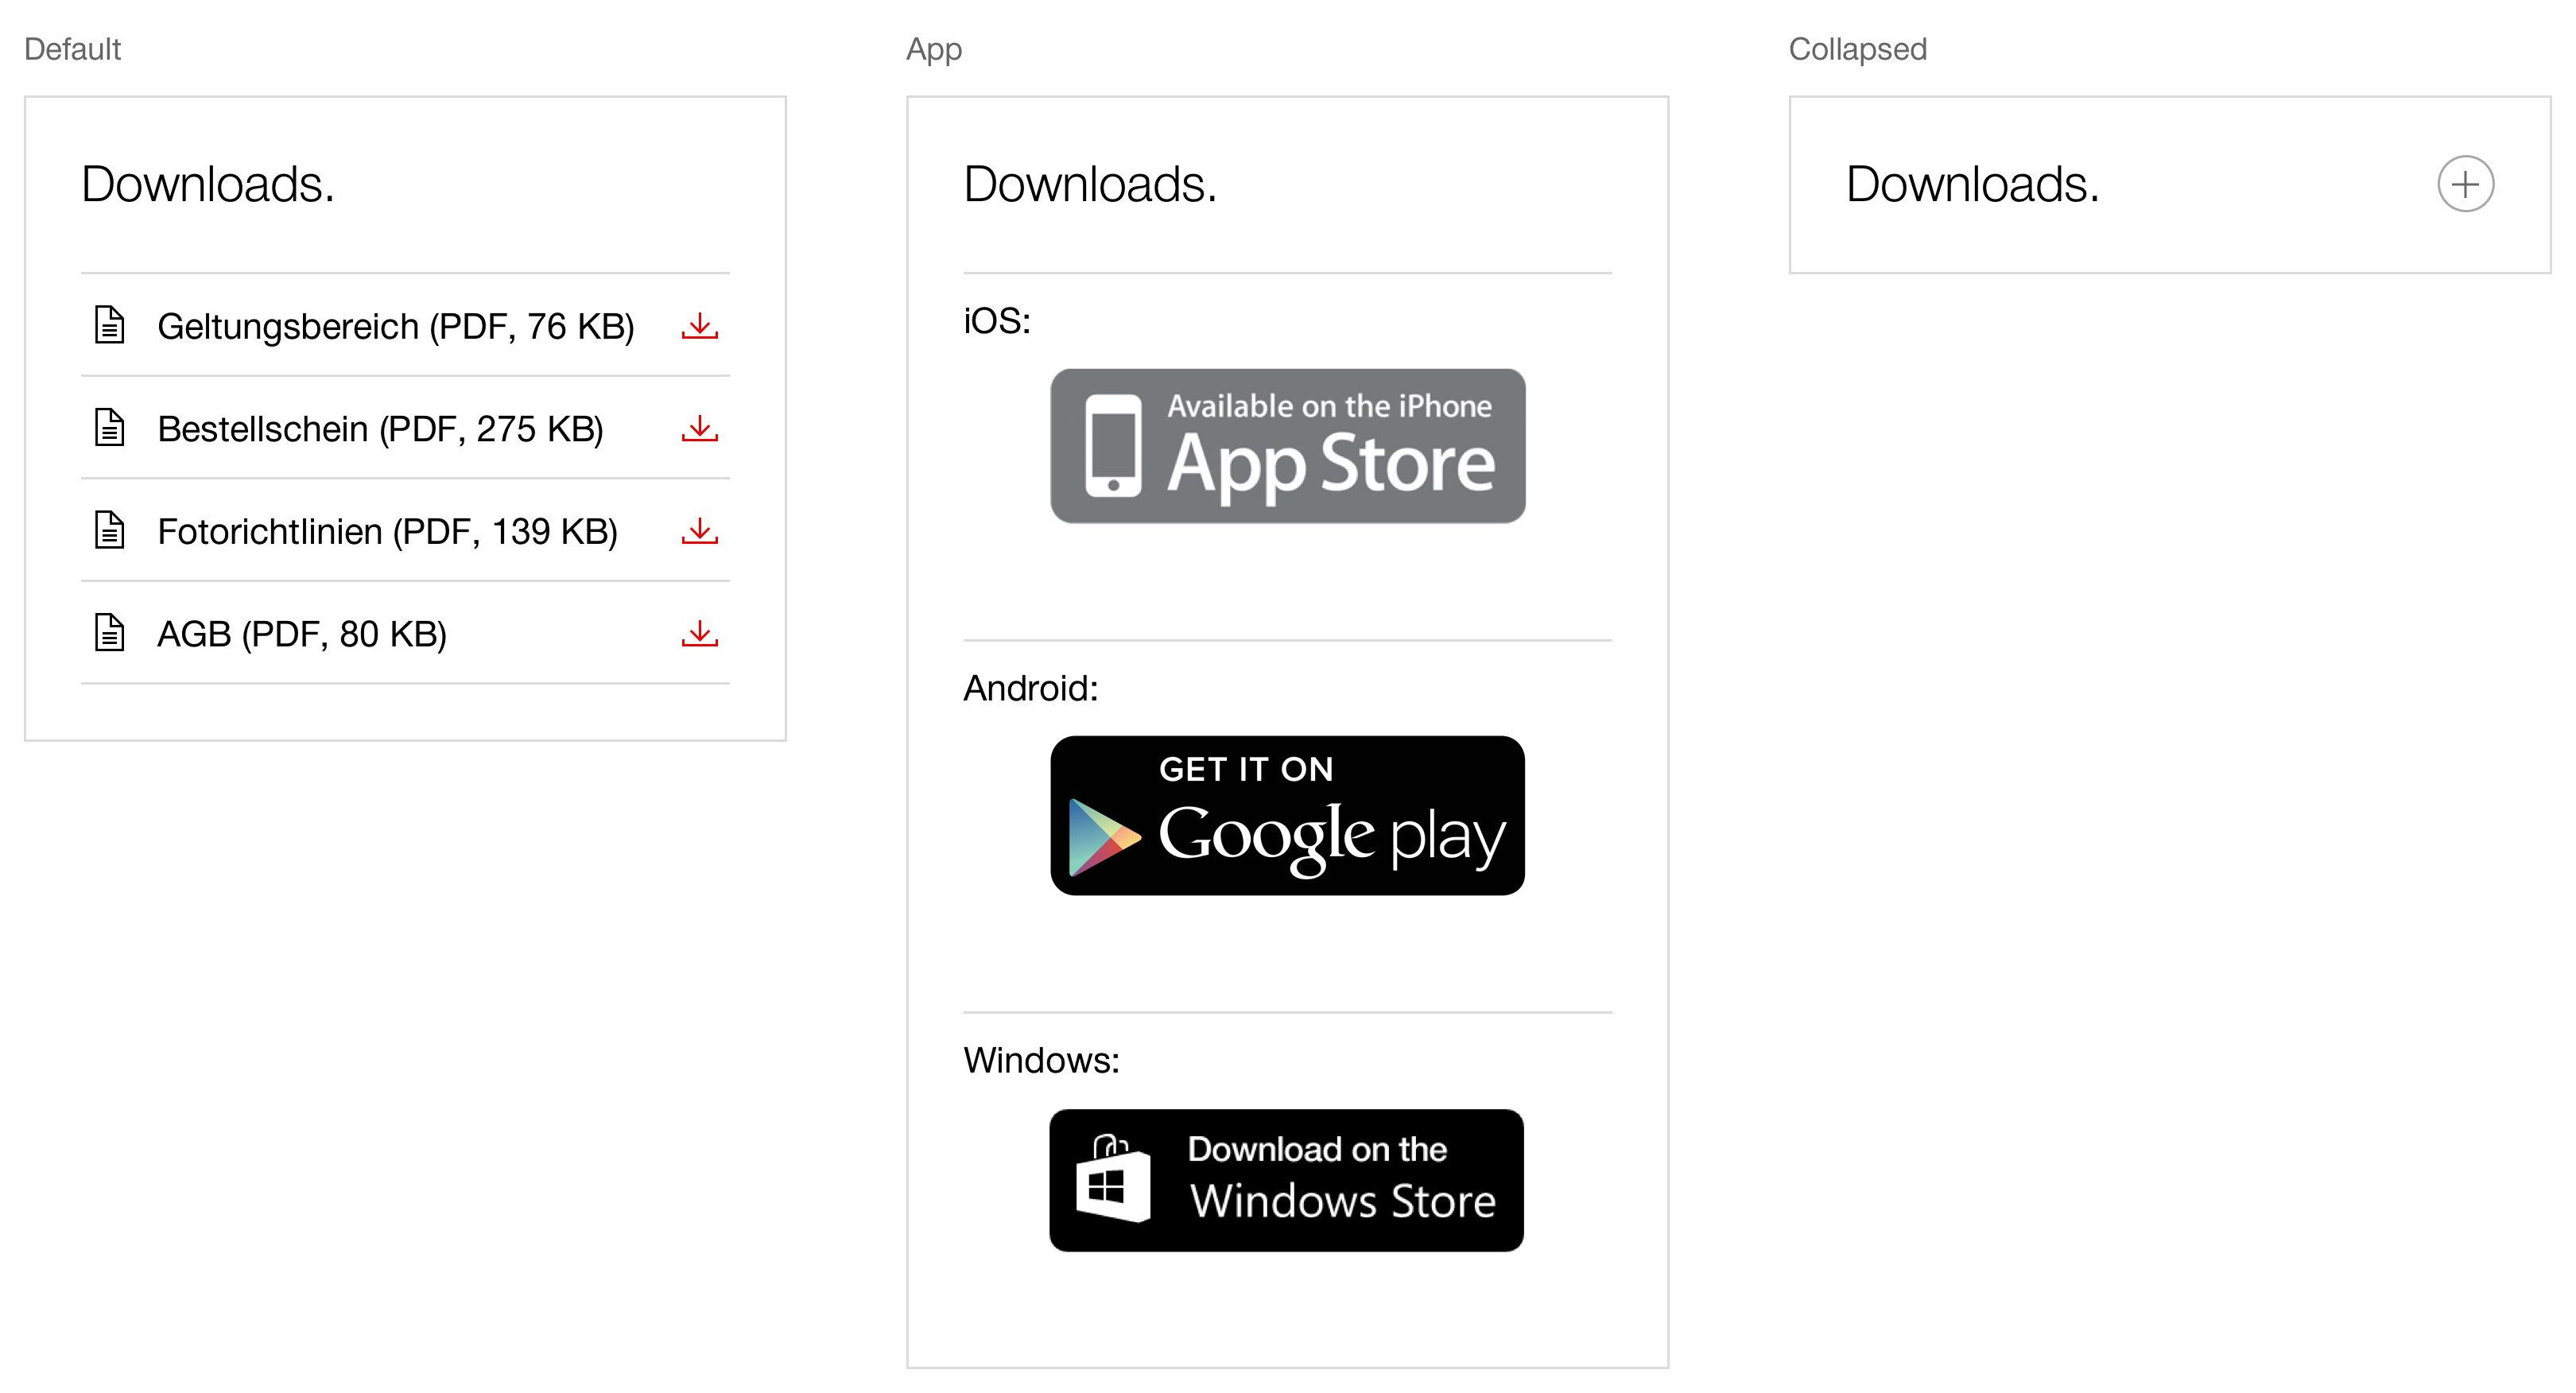 Default
Downloads.
Geltungsbereich (PDF, 76 KB)
Bestellschein (PDF, 275 KB)
Fotorichtlinien (PDF, 139 KB)
AGB (PDF, 80 KB)
App
Downloads.
iOS:
Available on the iPhone
App Store
Android:
GET IT ON
Google play
Windows:
Download on the
Windows Store
Collapsed
Downloads.